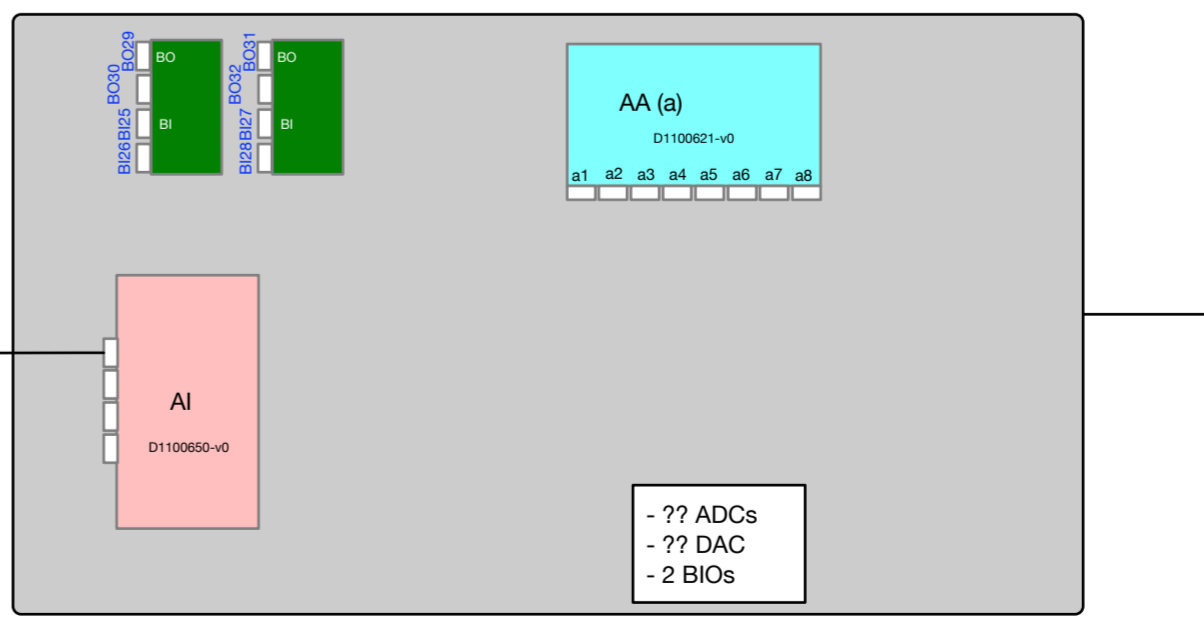 BO29
BO30
BI25
BI26
BO
BI
BO31
BO32
BI27
BI28
BO
BI
AA (a)
D1100621-v0
a1 a2 a3 a4 a5 a6 a7 a8
AI
D1100650-v0
- ?? ADCs
- ?? DAC
- 2 BIOs